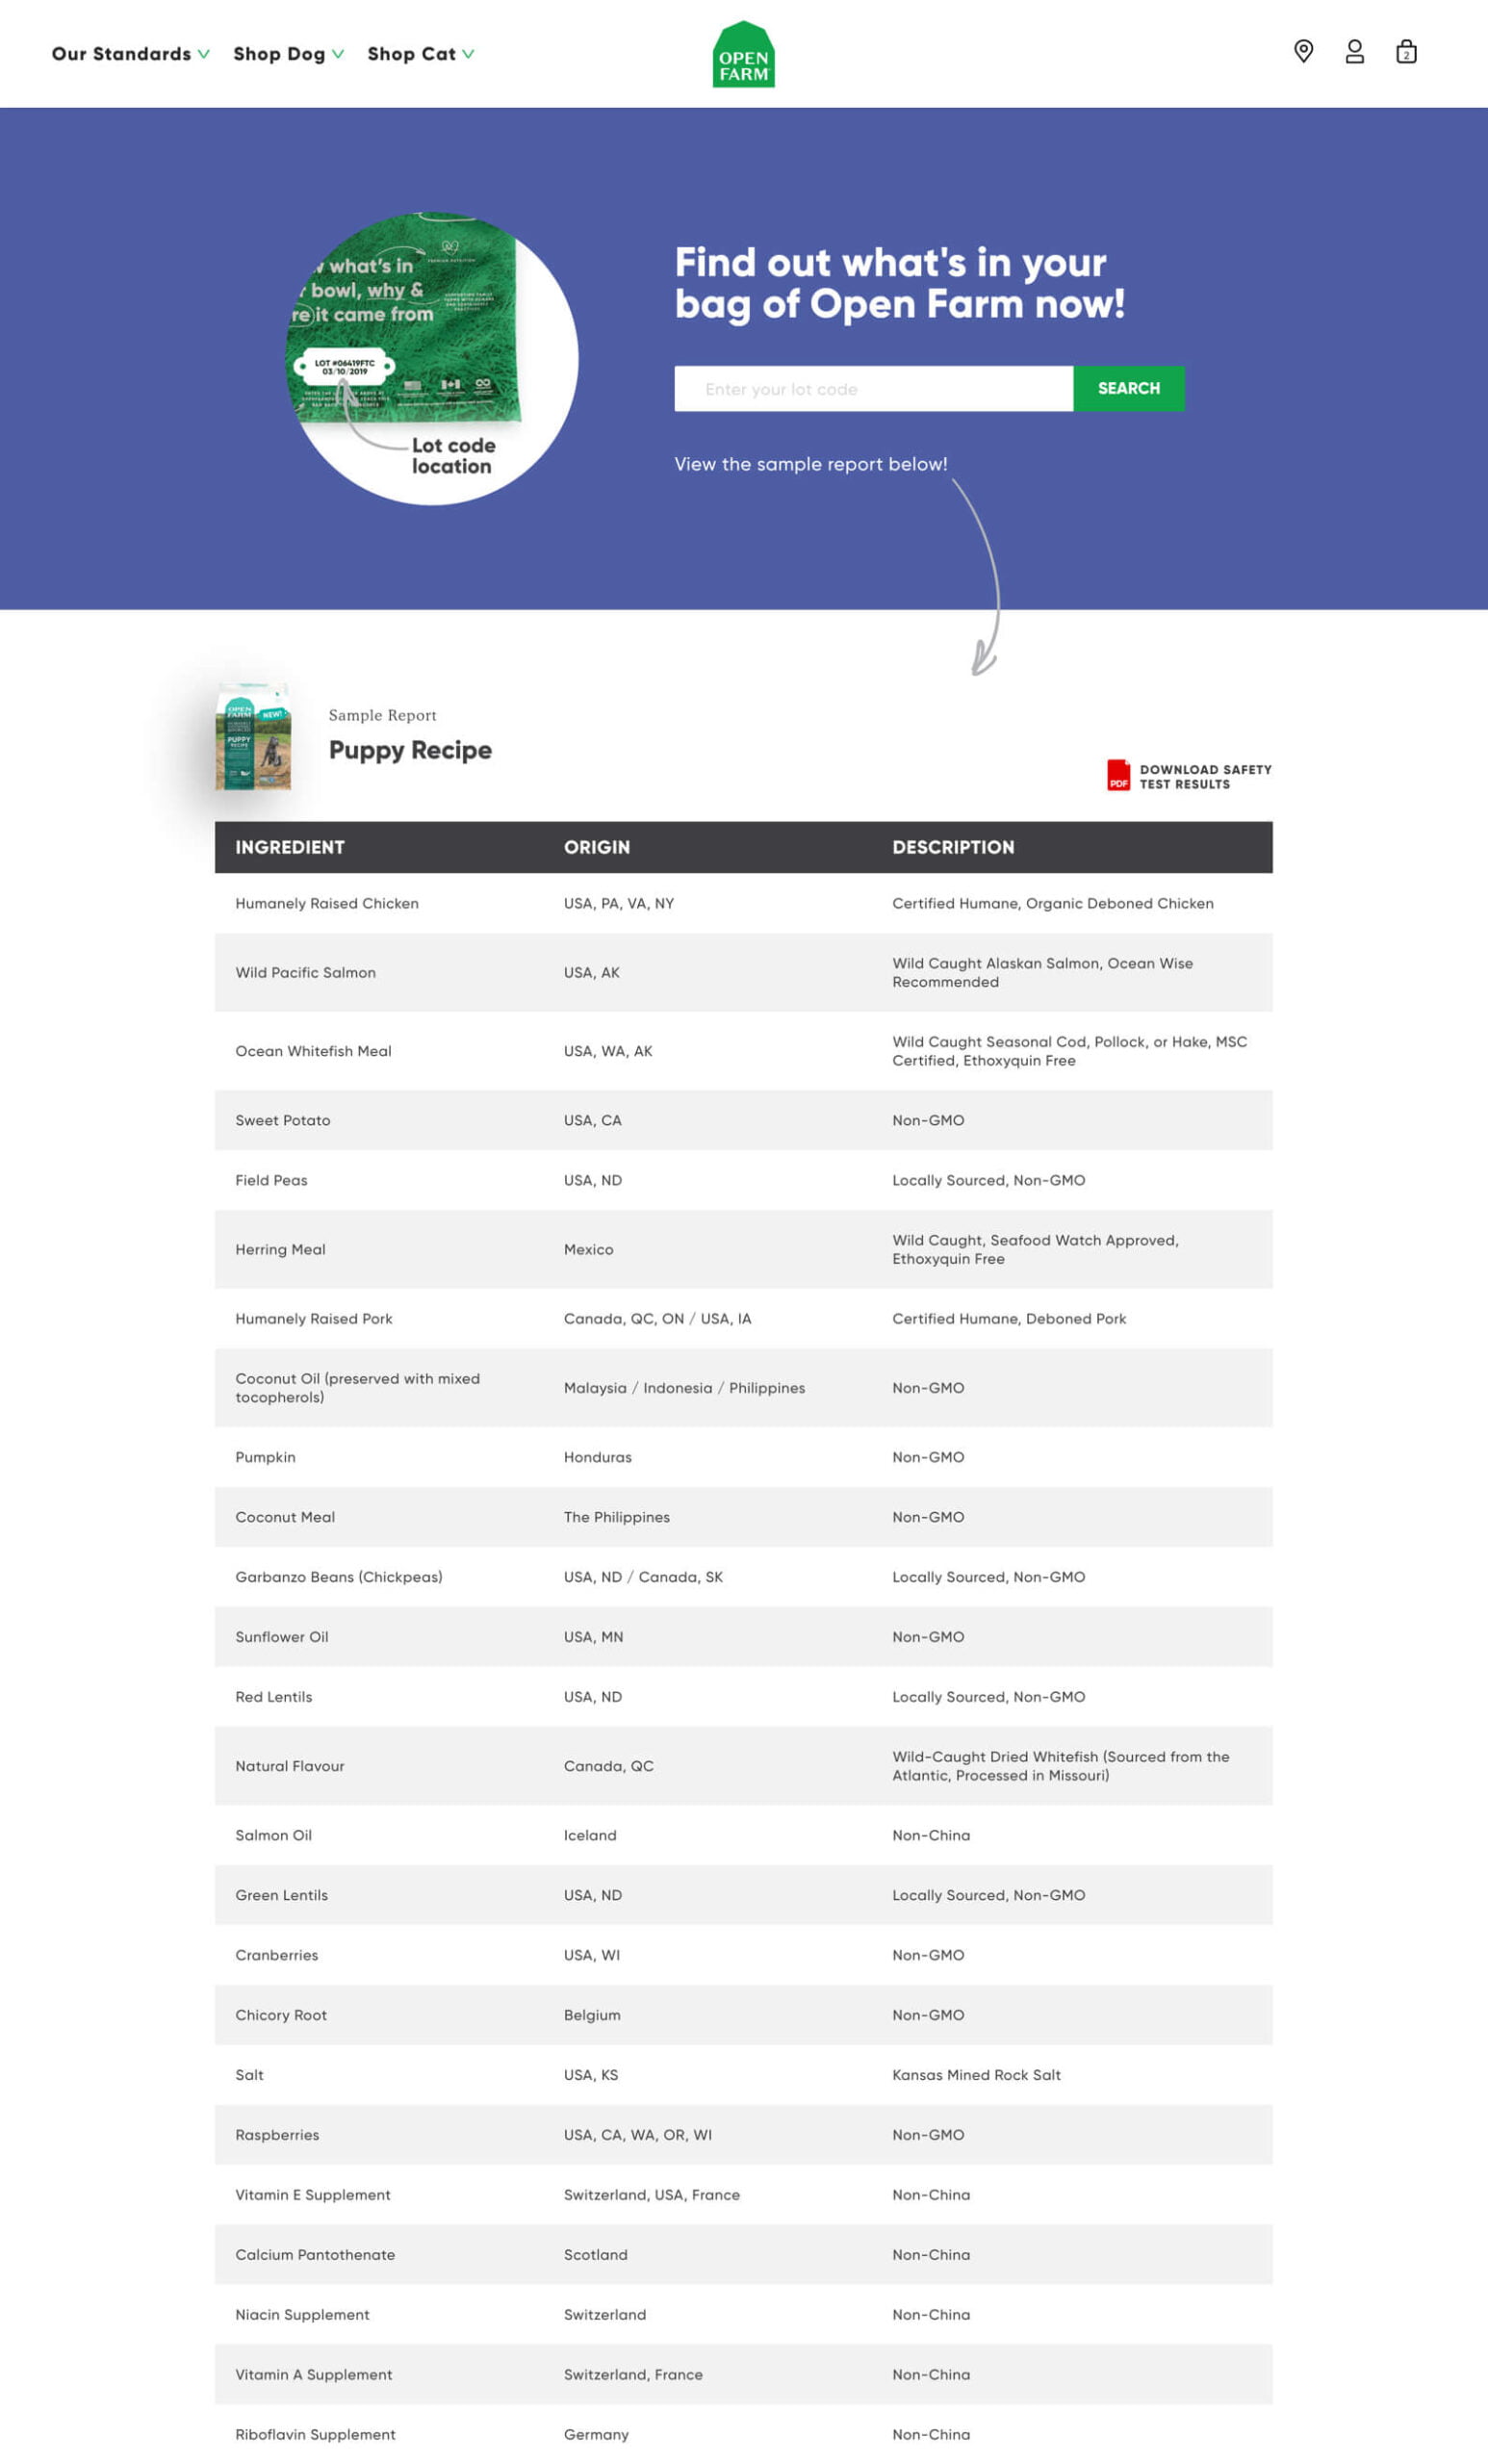 Our Standards Shop Dog Shop Cat
OPEN
FARM
2
what's in
bowl, why &
re it came from
LOT #06419FTC
03/10/2019
Lot code
location
Find out what's in your
bag of Open Farm now!
Enter your lot code
SEARCH
View the sample report below!
OPEN
FARM
NEW!
PUPPY
RECIPE
Sample Report
Puppy Recipe
PDF
DOWNLOAD SAFETY
TEST RESULTS
INGREDIENT ORIGIN DESCRIPTION
Humanely Raised Chicken USA, PA, VA, NY Certified Humane, Organic Deboned Chicken
Wild Pacific Salmon USA, AK Wild Caught Alaskan Salmon, Ocean Wise
Recommended
Ocean Whitefish Meal USA, WA, AK Wild Caught Seasonal Cod, Pollock, or Hake, MSC
Certified, Ethoxyquin Free
Sweet Potato USA, CA Non-GMO
Field Peas USA, ND Locally Sourced, Non-GMO
Herring Meal Mexico Wild Caught, Seafood Watch Approved,
Ethoxyquin Free
Humanely Raised Pork Canada, QC, ON / USA, IA Certified Humane, Deboned Pork
Coconut Oil (preserved with mixed
tocopherols) Malaysia / Indonesia / Philippines Non-GMO
Pumpkin Honduras Non-GMO
Coconut Meal The Philippines Non-GMO
Garbanzo Beans (Chickpeas) USA, ND / Canada, SK Locally Sourced, Non-GMO
Sunflower Oil USA, MN Non-GMO
Red Lentils USA, ND Locally Sourced, Non-GMO
Natural Flavour Canada, QC Wild-Caught Dried Whitefish (Sourced from the
Atlantic, Processed in Missouri)
Salmon Oil Iceland Non-China
Green Lentils USA, ND Locally Sourced, Non-GMO
Cranberries USA, WI Non-GMO
Chicory Root Belgium Non-GMO
Salt USA, KS Kansas Mined Rock Salt
Raspberries USA, CA, WA, OR, WI Non-GMO
Vitamin E Supplement Switzerland, USA, France Non-China
Calcium Pantothenate Scotland Non-China
Niacin Supplement Switzerland Non-China
Vitamin A Supplement Switzerland, France Non-China
Riboflavin Supplement Germany Non-China